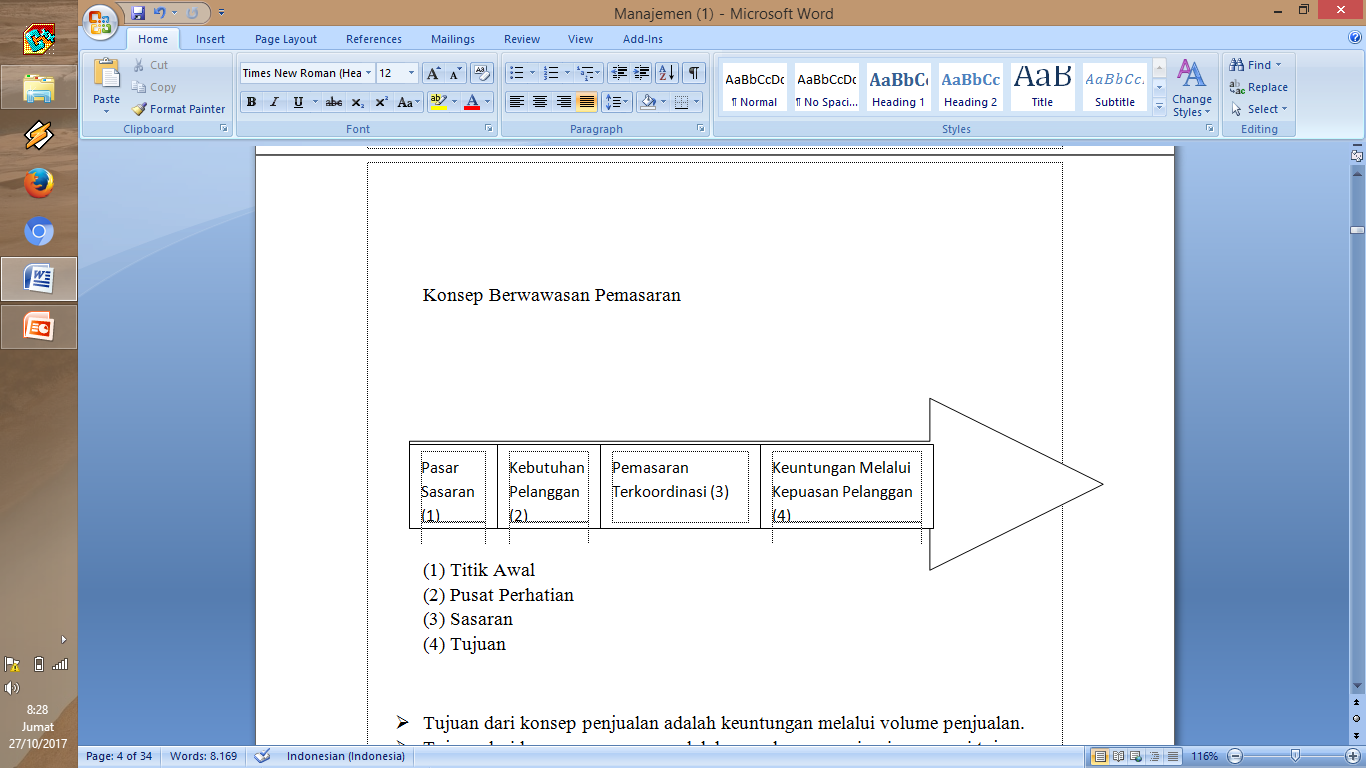 Manajemen (1) - Microsoft Word
Home Insert Page Layout References Mailings Review View Add-Ins
Paste
Cut
Copy
Format Painter
Clipboard
Times New Roman (Hea 12
Font
Paragraph
AaBbCcDc AaBbCcDc AaBbC AaBbCc AaB AaBbCc.
¶ Normal ¶ No Spaci... Heading 1 Heading 2 Title Subtitle
Change
Styles
Styles
Find
Replace
Select
Editing
Konsep Berwawasan Pemasaran
Pasar
Sasaran
(1)
Kebutuhan
Pelanggan
(2)
Pemasaran
Terkoordinasi (3)
Keuntungan Melalui
Kepuasan Pelanggan
(4)
(1) Titik Awal
(2) Pusat Perhatian
(3) Sasaran
(4) Tujuan
Tujuan dari konsep penjualan adalah keuntungan melalui volume penjualan.
8:28
Jumat
27/10/2017
Page: 4 of 34 Words: 8.169 Indonesian (Indonesia) 116%